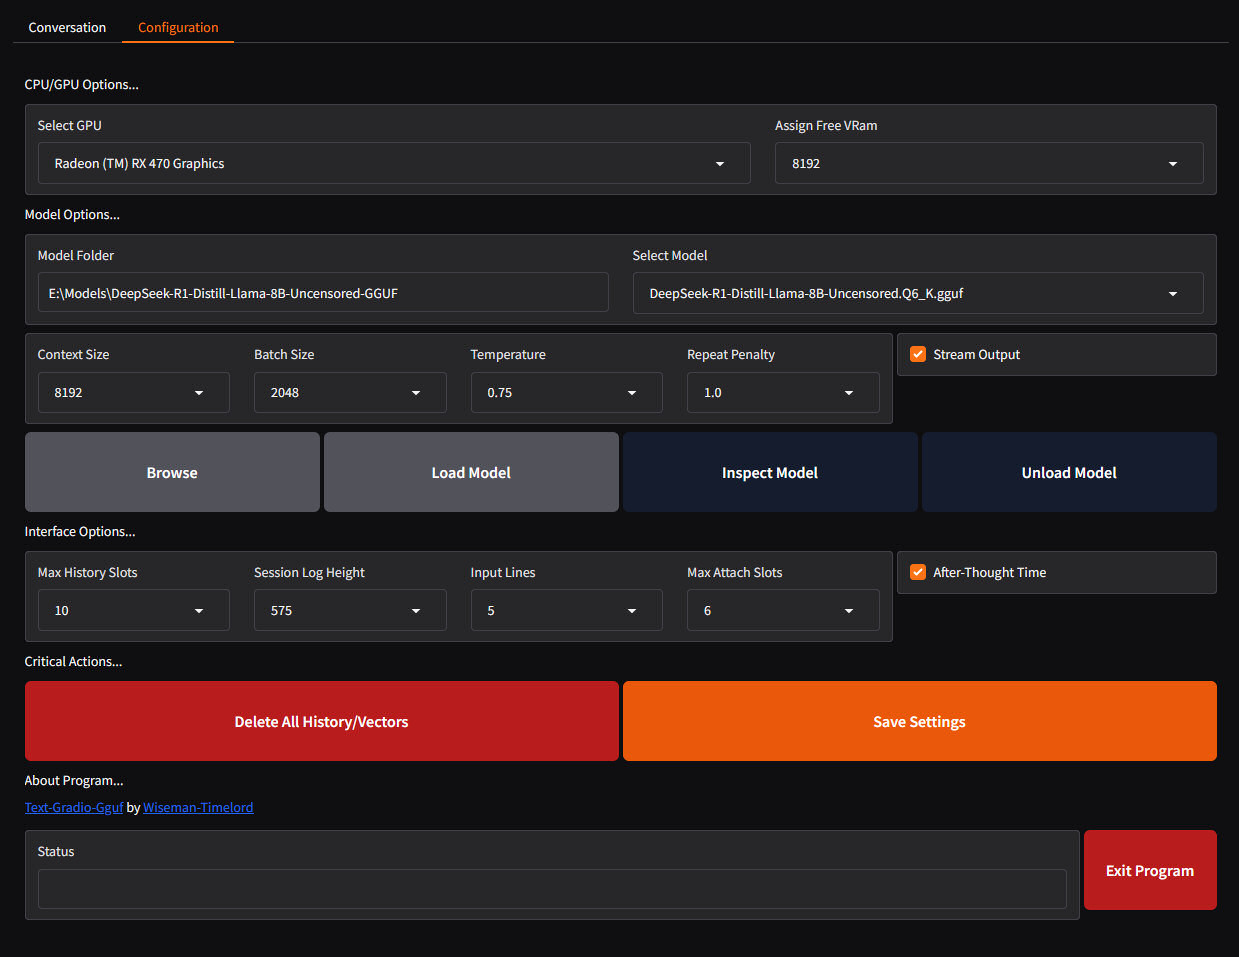 Conversation Configuration
CPU/GPU Options...
Select GPU Assign Free VRam
Radeon (TM) RX 470 Graphics 8192
Model Options...
Model Folder Select Model
E:\Models\DeepSeek-R1-Distill-Llama-8B-Uncensored-GGUF DeepSeek-R1-Distill-Llama-8B-Uncensored.Q6_K.gguf
Context Size Batch Size Temperature Repeat Penalty Stream Output
8192 2048 0.75 1.0
Browse Load Model Inspect Model Unload Model
Interface Options...
Max History Slots Session Log Height Input Lines Max Attach Slots After-Thought Time
10 575 5 6
Critical Actions...
Delete All History/Vectors Save Settings
About Program...
Text-Gradio-Gguf by Wiseman-Timelord
Status
Exit Program